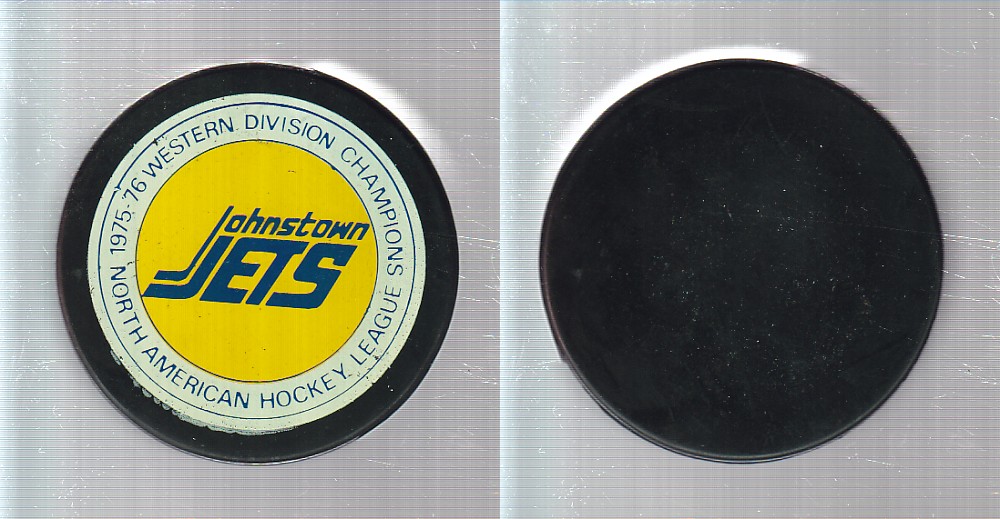 1975-76 WESTERN DIVISION CHAMPIONS
Johnstown
JETS
NORTH AMERICAN HOCKEY LEAGUE